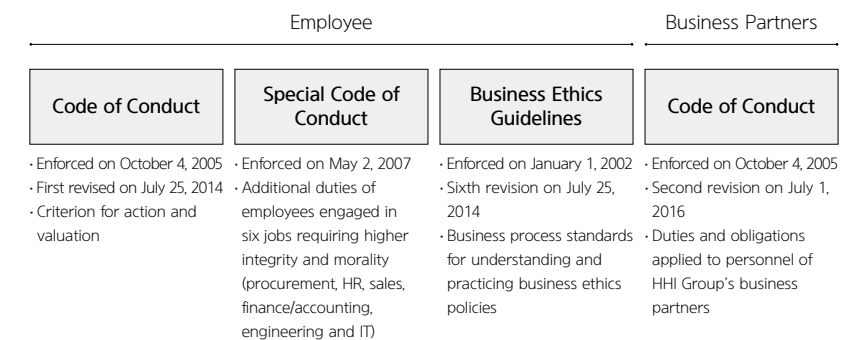 Employee
Business Partners
Code of Conduct
· Enforced on October 4, 2005
· First revised on July 25, 2014
· Criterion for action and
valuation
Special Code of
Conduct
· Enforced on May 2, 2007
· Additional duties of
employees engaged in
six jobs requiring higher
integrity and morality
(procurement, HR, sales,
finance/accounting,
engineering and IT)
Business Ethics
Guidelines
· Enforced on January 1, 2002
· Sixth revision on July 25,
2014
· Business process standards
for understanding and
practicing business ethics
policies
Code of Conduct
· Enforced on October 4, 2005
· Second revision on July 1,
2016
· Duties and obligations
applied to personnel of
HHI Group's business
partners